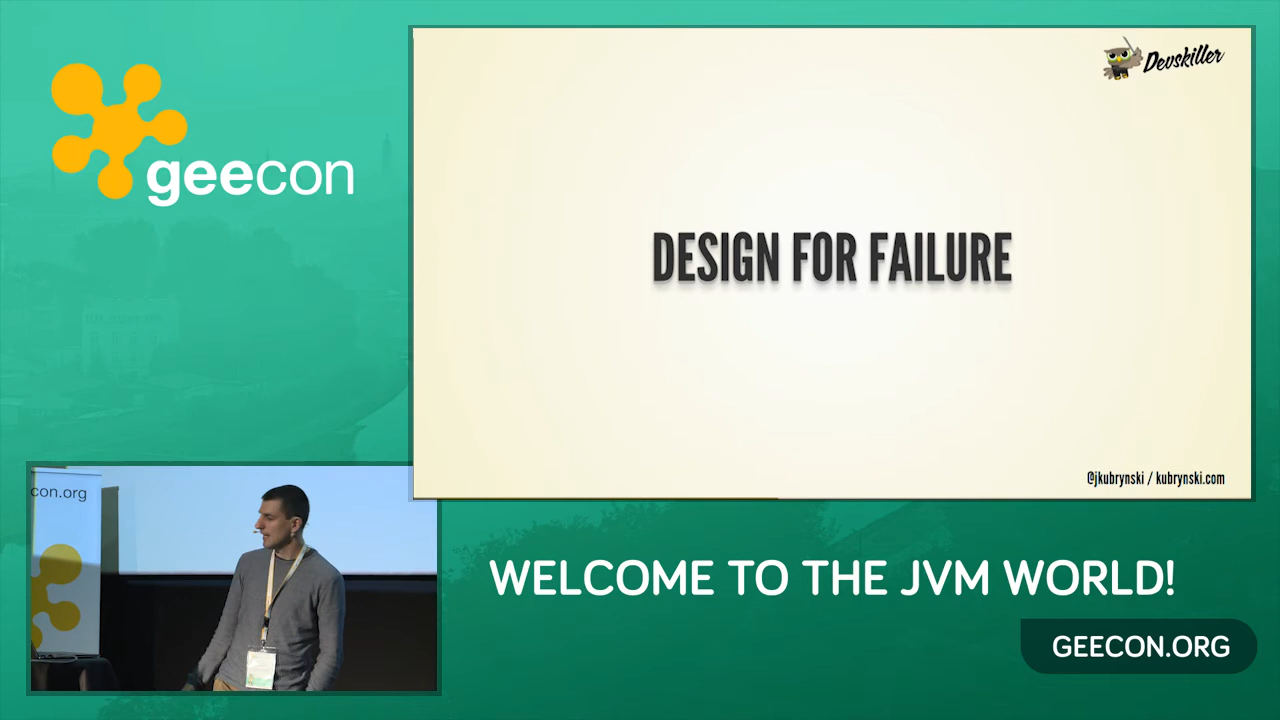 geecon
Devskiller
DESIGN FOR FAILURE
@jkubrynski / kubrynski.com
con.org
WELCOME TO THE JVM WORLD!
GEECON.ORG